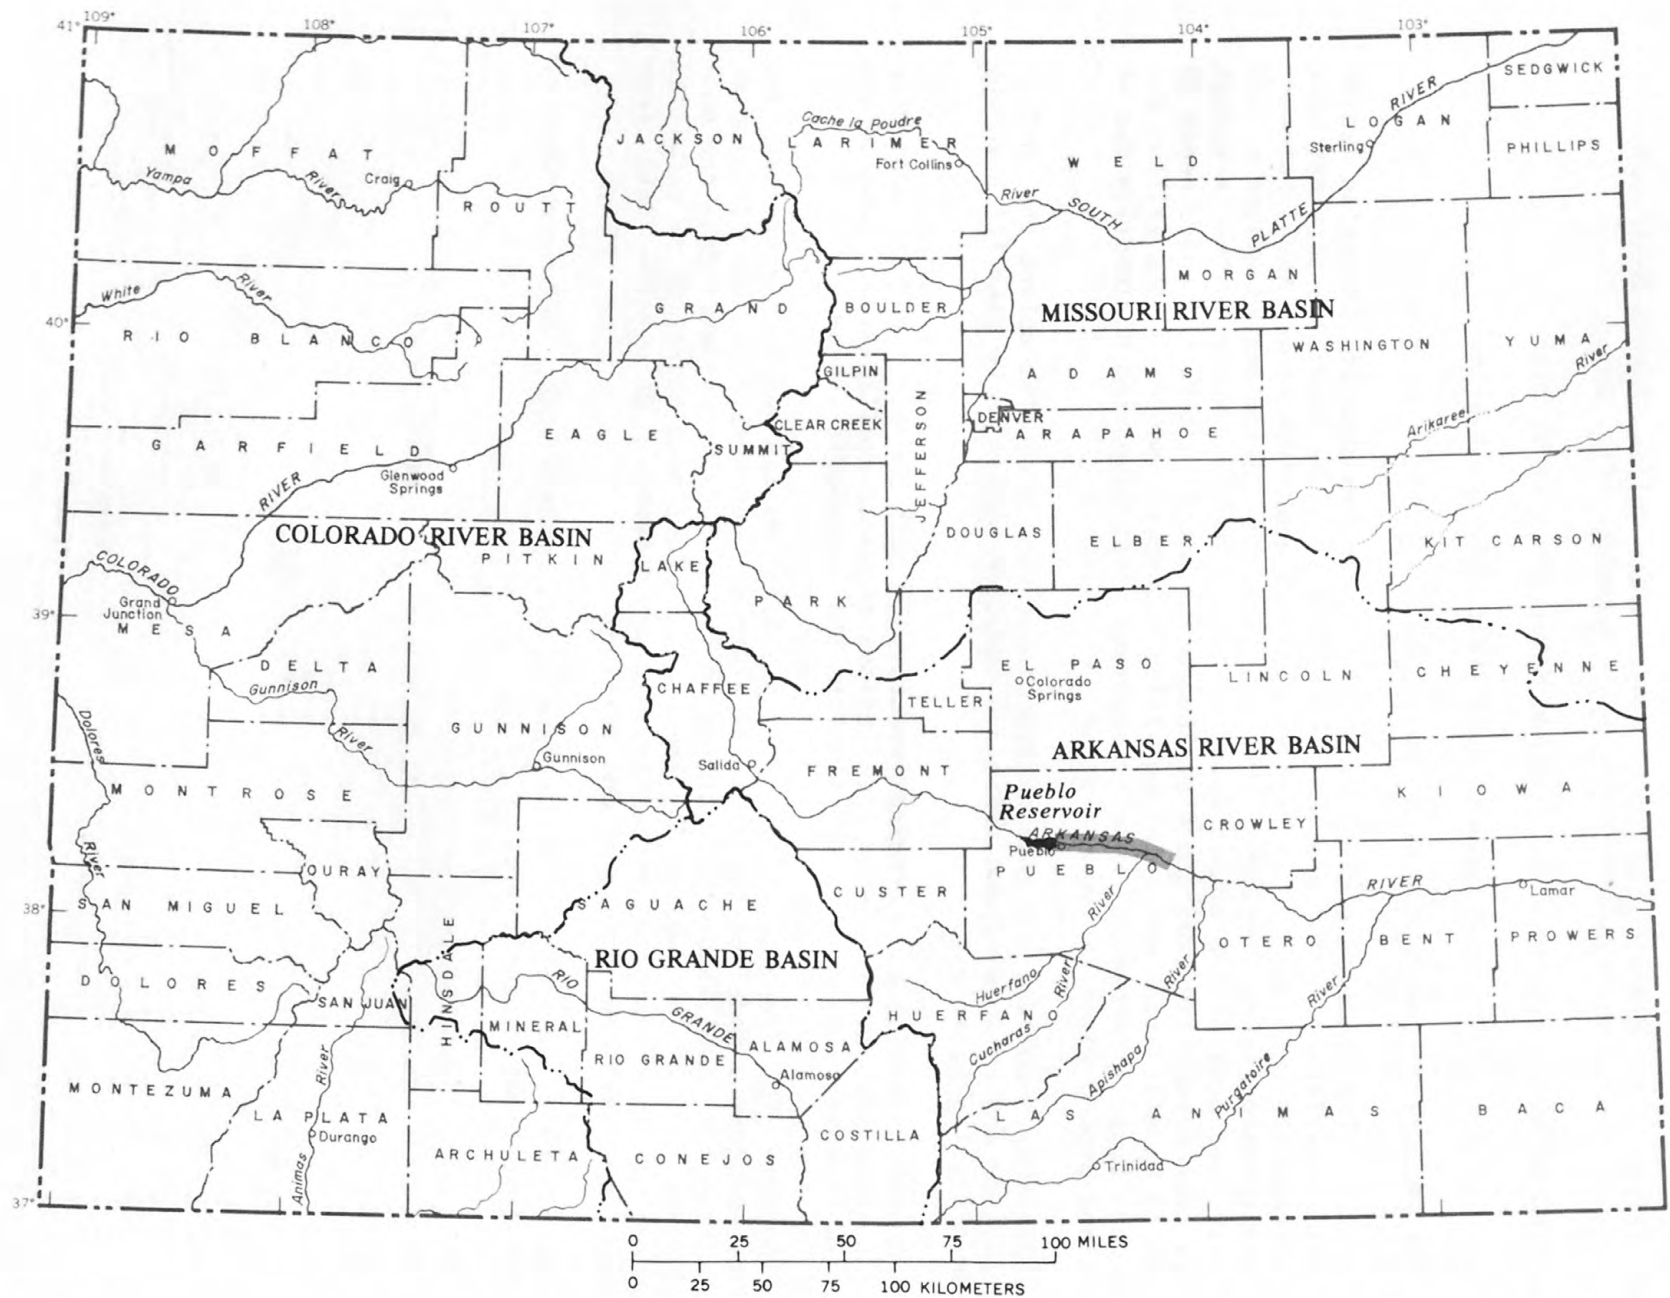 41° 109° 108° 107° 106° 105° 104° 103°
SEDGWICK
RIVER
LOGAN
Cache la Poudre
JACKSON
LARIMER
MOFFAT
Sterling
PHILLIPS
Fort Collins
WELD
Yampa
River
Craig
ROUTT
River
SOUTH
PLATTE
MORGAN
White
River
GRAND
BOULDER
MISSOURI RIVER BASIN
40°
RIO BLANCO
WASHINGTON
YUMA
River
GILPIN
ADAMS
JEFFERSON
DENVER
CLEAR CREEK
Arikaree
GARFIELD
EAGLE
SUMMIT
ARAPAHOE
Glenwood
Springs
RIVER
COLORADO RIVER BASIN
DOUGLAS
ELBERT
KIT CARSON
PITKIN
LAKE
COLORADO
Grand
Junction
39°
MESA
PARK
DELTA
EL PASO
Colorado
Springs
LINCOLN
CHEYENNE
Gunnison
CHAFFEE
TELLER
Dolores
GUNNISON
River
Gunnison
Salida
FREMONT
ARKANSAS RIVER BASIN
MONTROSE
Pueblo
Reservoir
KIOWA
CROWLEY
ARKANSAS
River
Pueblo
PUEBLO
OURAY
CUSTER
RIVER
Lamar
38°
SAN MIGUEL
SAGUACHE
River
HINSDALE
OTERO
BENT
PROWERS
RIO GRANDE BASIN
DOLORES
RIO
Huerfano
River
River
River
SAN JUAN
MINERAL
GRANDE
HUERFANO
RIO GRANDE
ALAMOSA
Cucharas
Apishapa
Purgatoire
Alamosa
River
MONTEZUMA
LA PLATA
LAS ANIMAS
BACA
Durango
COSTILLA
ARCHULETA
CONEJOS
Trinidad
Animas
37°
0 25 50 75 100 MILES
0 25 50 75 100 KILOMETERS